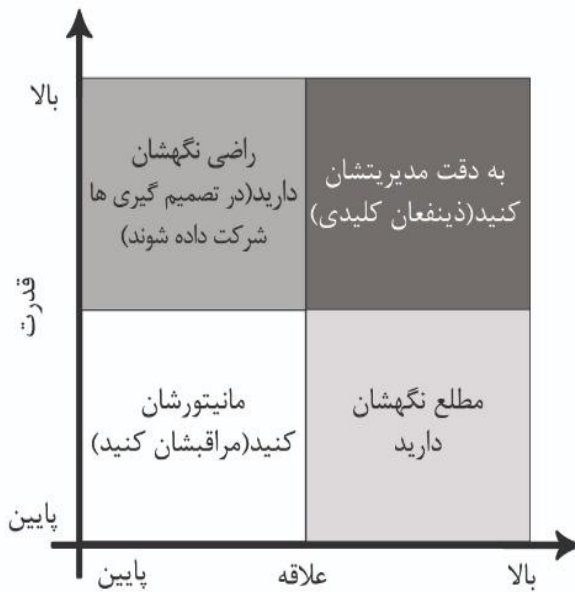 بالا
راضی نگهشان
دارید(در تصمیم گیری ها
شرکت داده شوند)
به دقت مدیریتشان
کنید(ذینفعان کلیدی)
قدرت
مانیتورشان
کنید(مراقبشان کنید)
مطلع نگهشان
دارید
پایین
پایین
علاقه
بالا